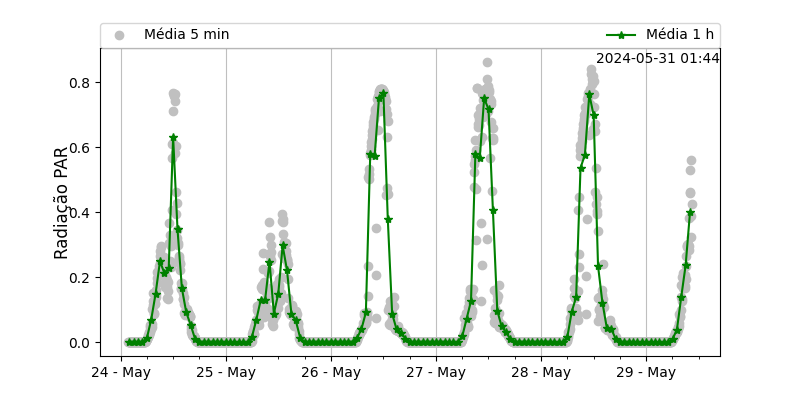 Média 5 min
Média 1 h
2024-05-31 01:44
Radiação PAR
0.8
0.6
0.4
0.2
0.0
24 - May
25 - May
26 - May
27 - May
28 - May
29 - May